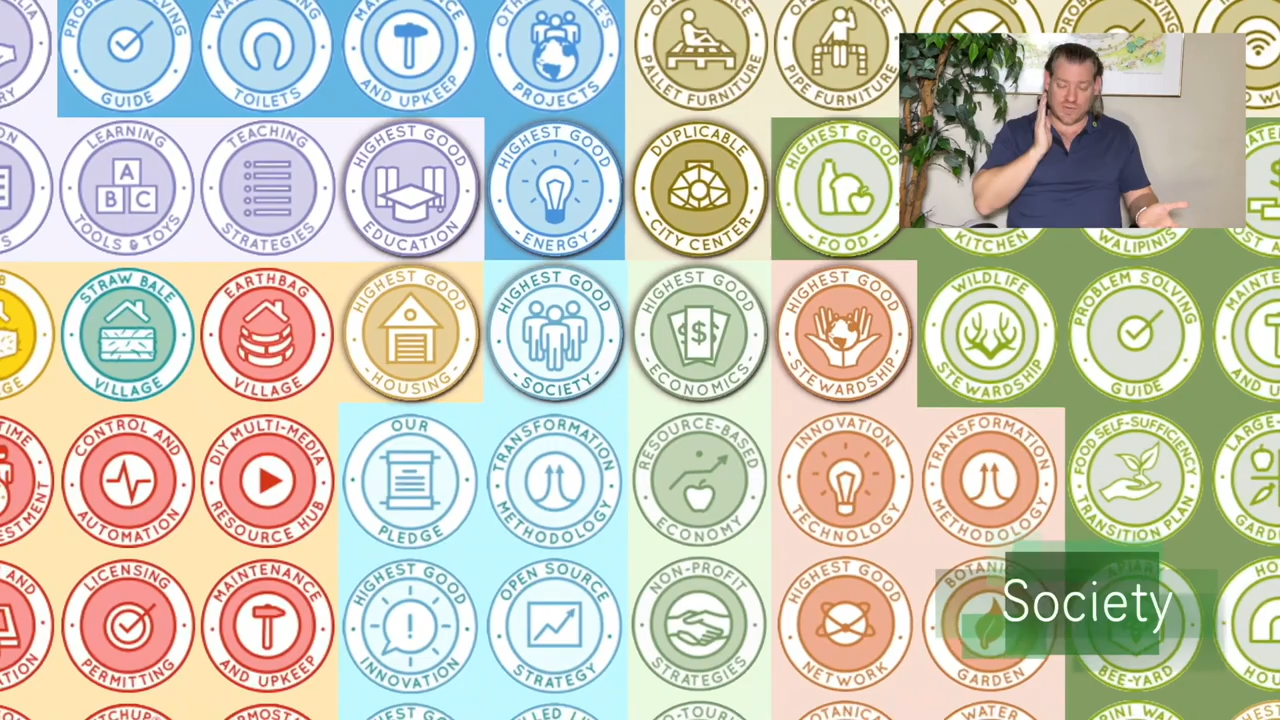 PROBLEM SOLVING
GUIDE
TOILETS
AND UPKEEP
PROJECTS
PALLET FURNITURE
PIPE FURNITURE
LEARNING
TOOLS & TOYS
TEACHING
STRATEGIES
HIGHEST GOOD
EDUCATION
HIGHEST GOOD
ENERGY
DUPLICABLE
CITY CENTER
HIGHEST GOOD
FOOD
KITCHEN
WALIPINIS
STRAW BALE
VILLAGE
EARTHBAG
VILLAGE
HIGHEST GOOD
HOUSING
HIGHEST GOOD
SOCIETY
HIGHEST GOOD
ECONOMICS
HIGHEST GOOD
STEWARDSHIP
WILDLIFE
STEWARDSHIP
PROBLEM SOLVING
GUIDE
CONTROL AND
AUTOMATION
DIY MULTI-MEDIA
RESOURCE HUB
OUR
PLEDGE
TRANSFORMATION
METHODOLOGY
RESOURCE-BASED
ECONOMY
INNOVATION
TECHNOLOGY
TRANSFORMATION
METHODOLOGY
FOOD SELF-SUFFICIENCY
TRANSITION PLAN
LICENSING
PERMITTING
MAINTENANCE
AND UPKEEP
HIGHEST GOOD
INNOVATION
OPEN SOURCE
STRATEGY
NON-PROFIT
STRATEGIES
HIGHEST GOOD
NETWORK
GARDEN
BEE-YARD
Society